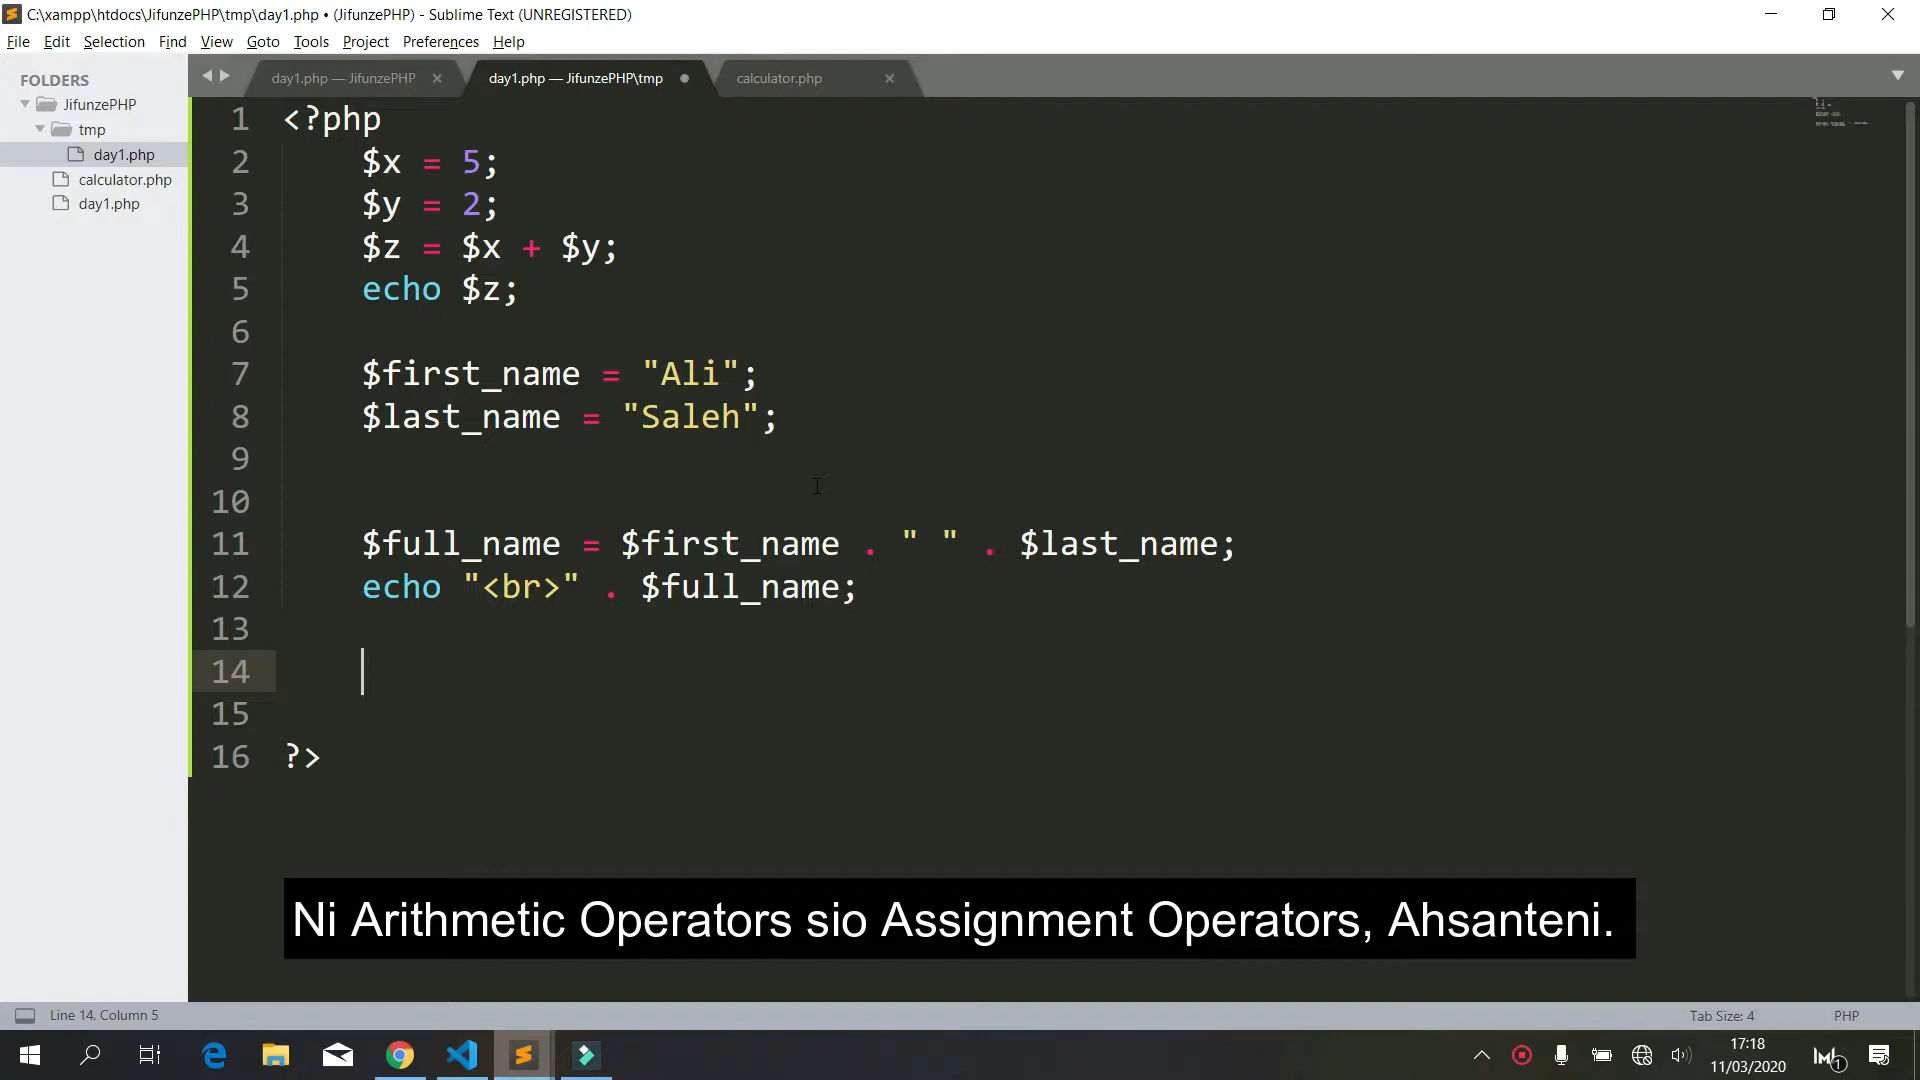 C:\xampp\htdocs\JifunzePHP\tmp\day1.php • (JifunzePHP) - Sublime Text (UNREGISTERED)
File Edit Selection Find View Goto Tools Project Preferences Help
FOLDERS
JifunzePHP
tmp
day1.php
calculator.php
day1.php
day1.php — JifunzePHP
day1.php — JifunzePHP\tmp
calculator.php
1 <?php
2 $x = 5;
3 $y = 2;
4 $z = $x + $y;
5 echo $z;
6
7 $first_name = "Ali";
8 $last_name = "Saleh";
9
10
11 $full_name = $first_name . " " . $last_name;
12 echo "<br>" . $full_name;
13
14
15
16 ?>
Ni Arithmetic Operators sio Assignment Operators, Ahsanteni.
Line 14, Column 5
Tab Size: 4
PHP
17:18
11/03/2020
1